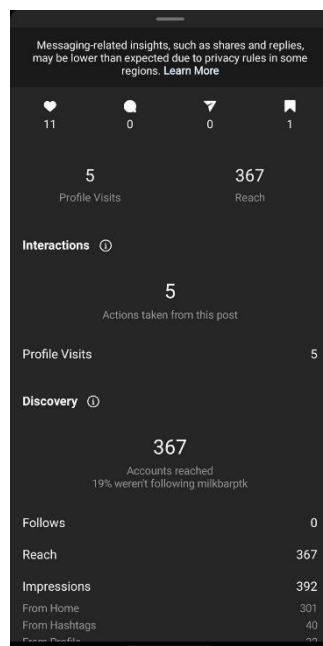 Messaging-related insights, such as shares and replies,
may be lower than expected due to privacy rules in some
regions. Learn More
11 0 0 1
5 367
Profile Visits Reach
Interactions
5
Actions taken from this post
Profile Visits 5
Discovery
367
Accounts reached
19% weren't following milkbarptk
Follows 0
Reach 367
Impressions 392
From Home 301
From Hashtags 40
From Profile